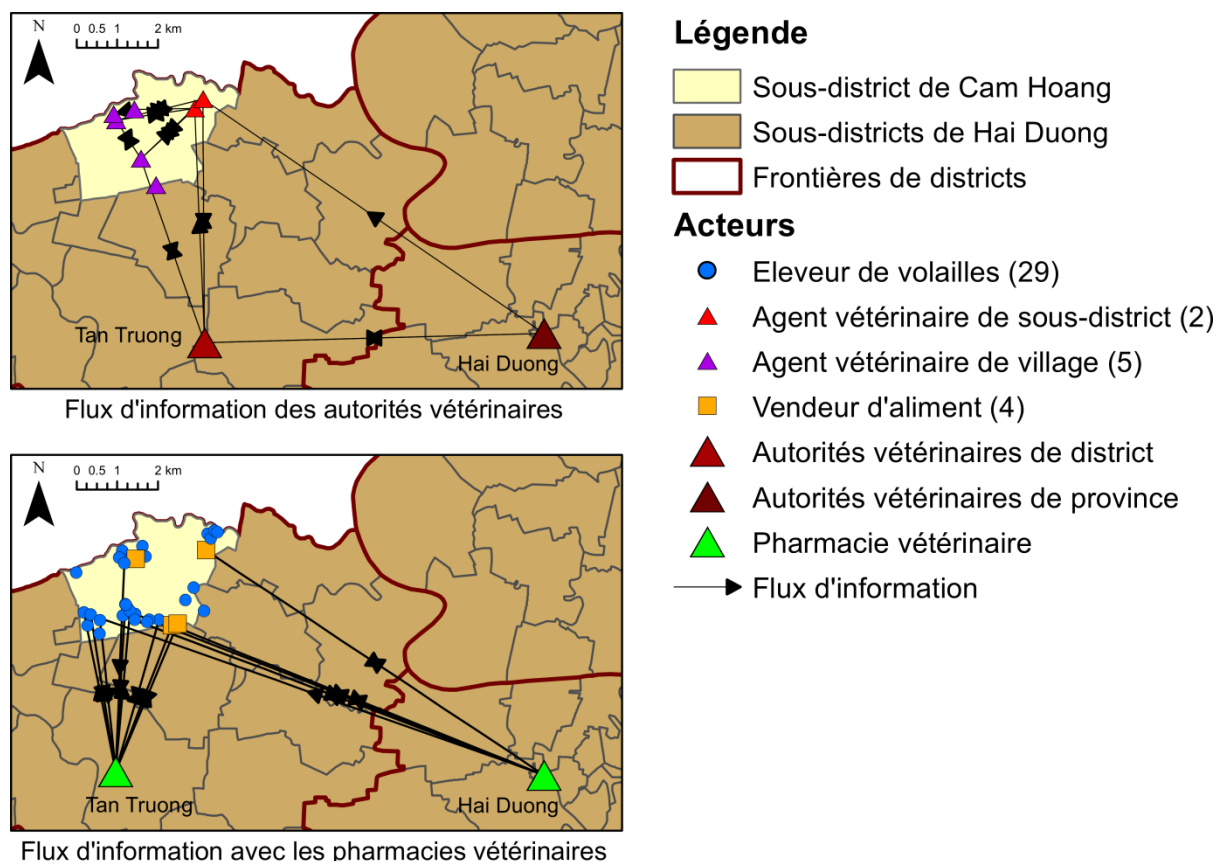 N
0 0.5 1 2 km
Tan Truong
Hai Duong
Flux d'information des autorités vétérinaires
N
0 0.5 1 2 km
Tan Truong
Hai Duong
Flux d'information avec les pharmacies vétérinaires
Légende
Sous-district de Cam Hoang
Sous-districts de Hai Duong
Frontières de districts
Acteurs
Eleveur de volailles (29)
Agent vétérinaire de sous-district (2)
Agent vétérinaire de village (5)
Vendeur d'aliment (4)
Autorités vétérinaires de district
Autorités vétérinaires de province
Pharmacie vétérinaire
Flux d'information